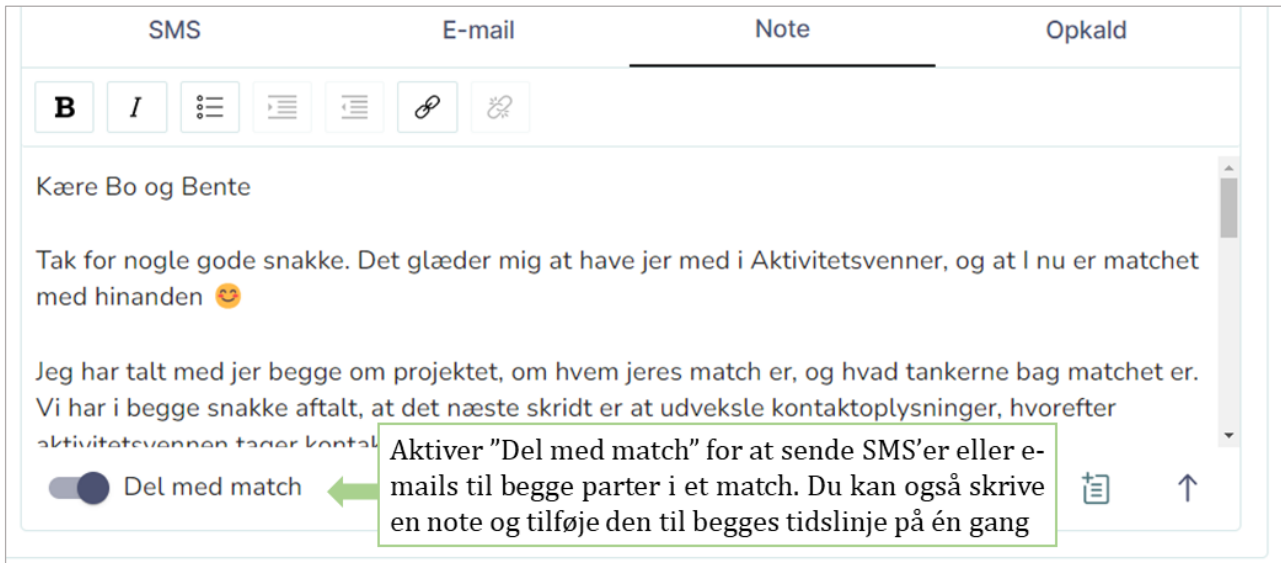 SMS E-mail Note Opkald
B I
Kære Bo og Bente
Tak for nogle gode snakke. Det glæder mig at have jer med i Aktivitetsvenner, og at I nu er matchet
med hinanden 😊
Jeg har talt med jer begge om projektet, om hvem jeres match er, og hvad tankerne bag matchet er.
Vi har i begge snakke aftalt, at det næste skridt er at udveksle kontaktoplysninger, hvorefter
aktivitetsvennen tager
Del med match
Aktiver ”Del med match” for at sende SMS’er eller e-
mails til begge parter i et match. Du kan også skrive
en note og tilføje den til begges tidslinje på én gang